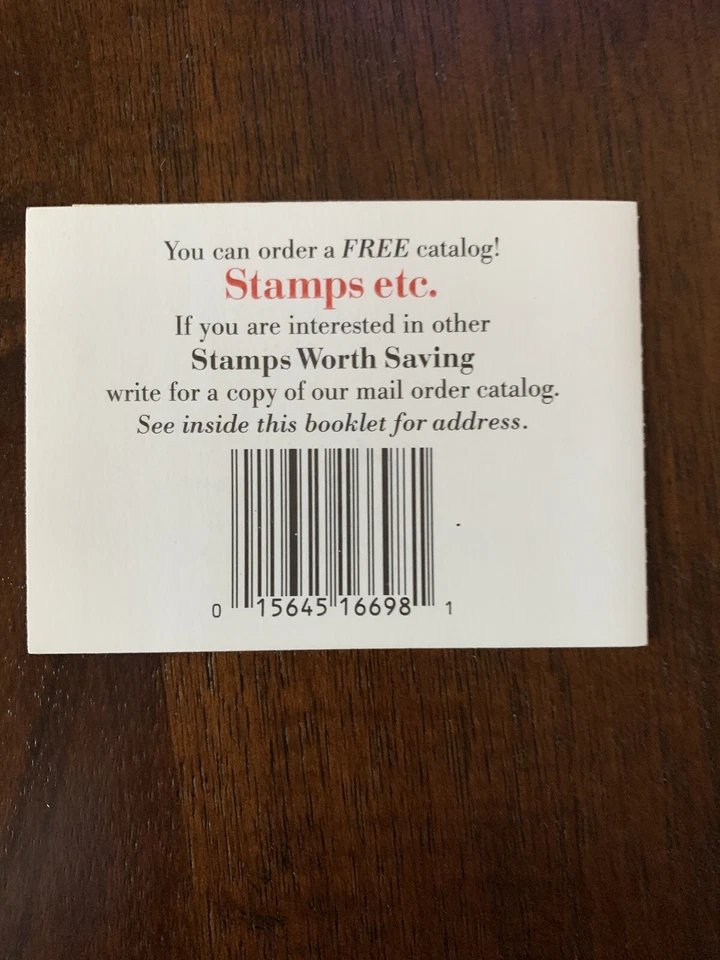 You can order a FREE catalog!
Stamps etc.
If you are interested in other
Stamps Worth Saving
write for a copy of our mail order catalog.
See inside this booklet for address.
0 15645 16698 1